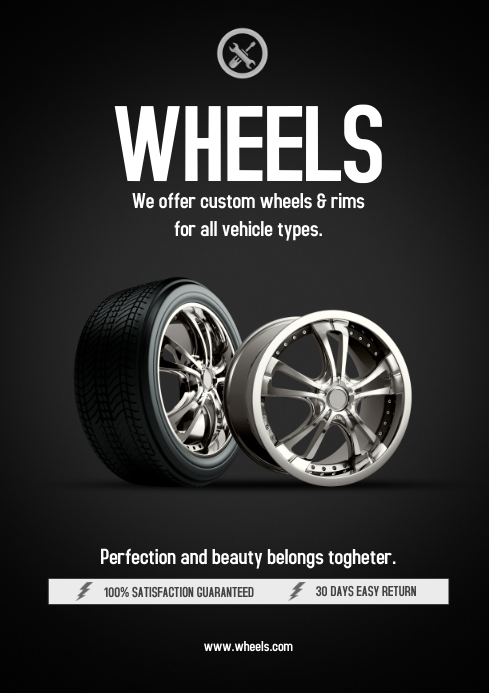 WHEELS
We offer custom wheels & rims
for all vehicle types.
Perfection and beauty belongs togheter.
100% SATISFACTION GUARANTEED 30 DAYS EASY RETURN
www.wheels.com